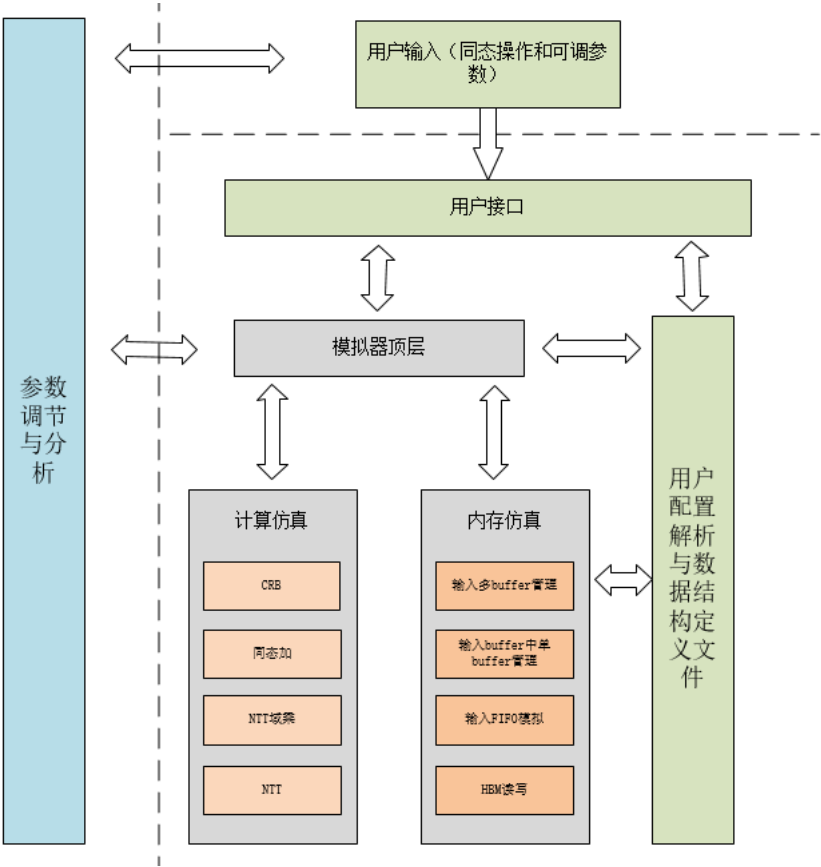 用户输入（同态操作和可调参
数）
用户接口
模拟器顶层
参数
调节
与分
析
计算仿真
CRB
同态加
NTT域乘
NTT
内存仿真
输入多buffer管理
输入buffer中单
buffer管理
输入FIFO模拟
HBM读写
用户
配置
解析
与数
据结
构定
义文
件